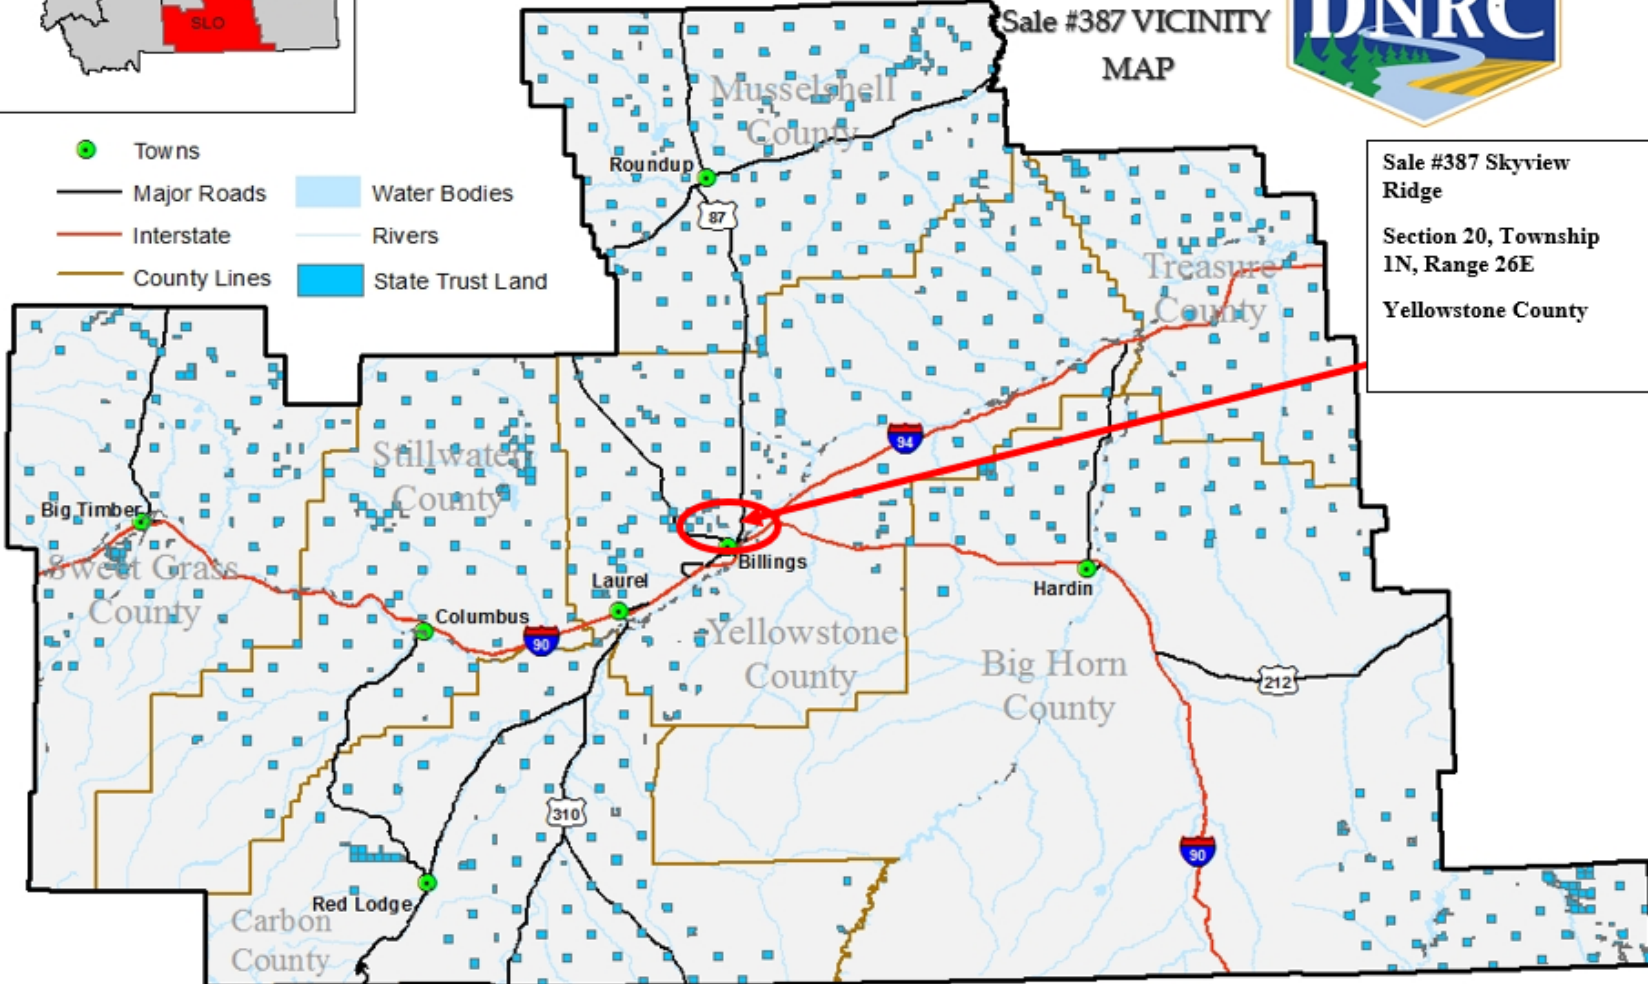 SLO
Sale #387 VICINITY
MAP
DNRC
Towns
Major Roads
Interstate
County Lines
Water Bodies
Rivers
State Trust Land
Sale #387 Skyview
Ridge
Section 20, Township
1N, Range 26E
Yellowstone County
Musselshell
County
Roundup
87
Treasure
County
94
Stillwater
County
Big Timber
Sweet Grass
County
Billings
Laurel
Columbus
90
Hardin
Yellowstone
County
Big Horn
County
212
310
90
Red Lodge
Carbon
County